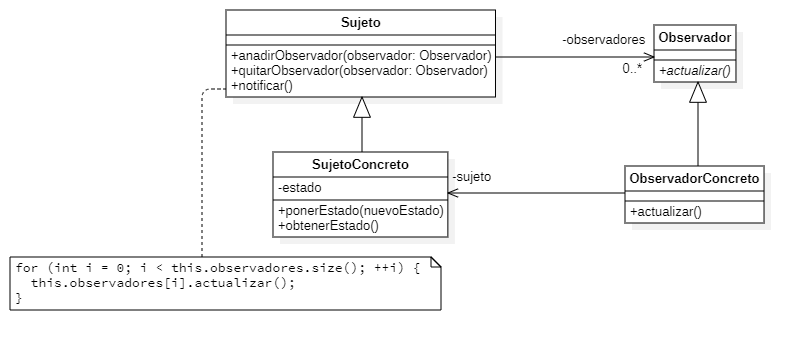 Sujeto
+anadirObservador(observador: Observador)
+quitarObservador(observador: Observador)
+notificar()
-observadores
0..*
Observador
+actualizar()
SujetoConcreto
-estado
+ponerEstado(nuevoEstado)
+obtenerEstado()
-sujeto
ObservadorConcreto
+actualizar()
for (int i = 0; i < this.observadores.size(); ++i) {
  this.observadores[i].actualizar();
}